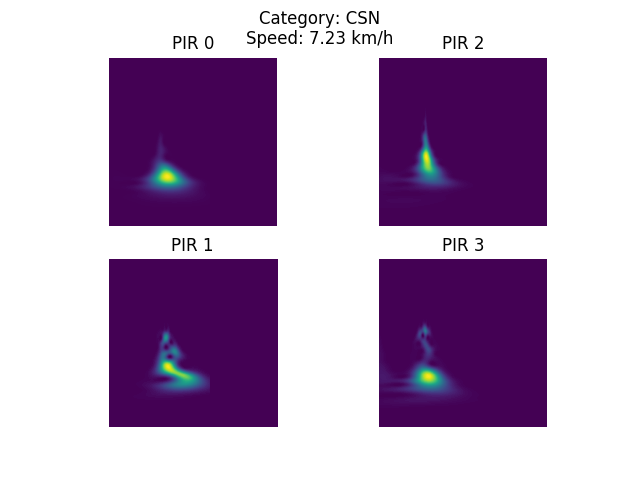 Category: CSN
Speed: 7.23 km/h
PIR 0
PIR 2
PIR 1
PIR 3